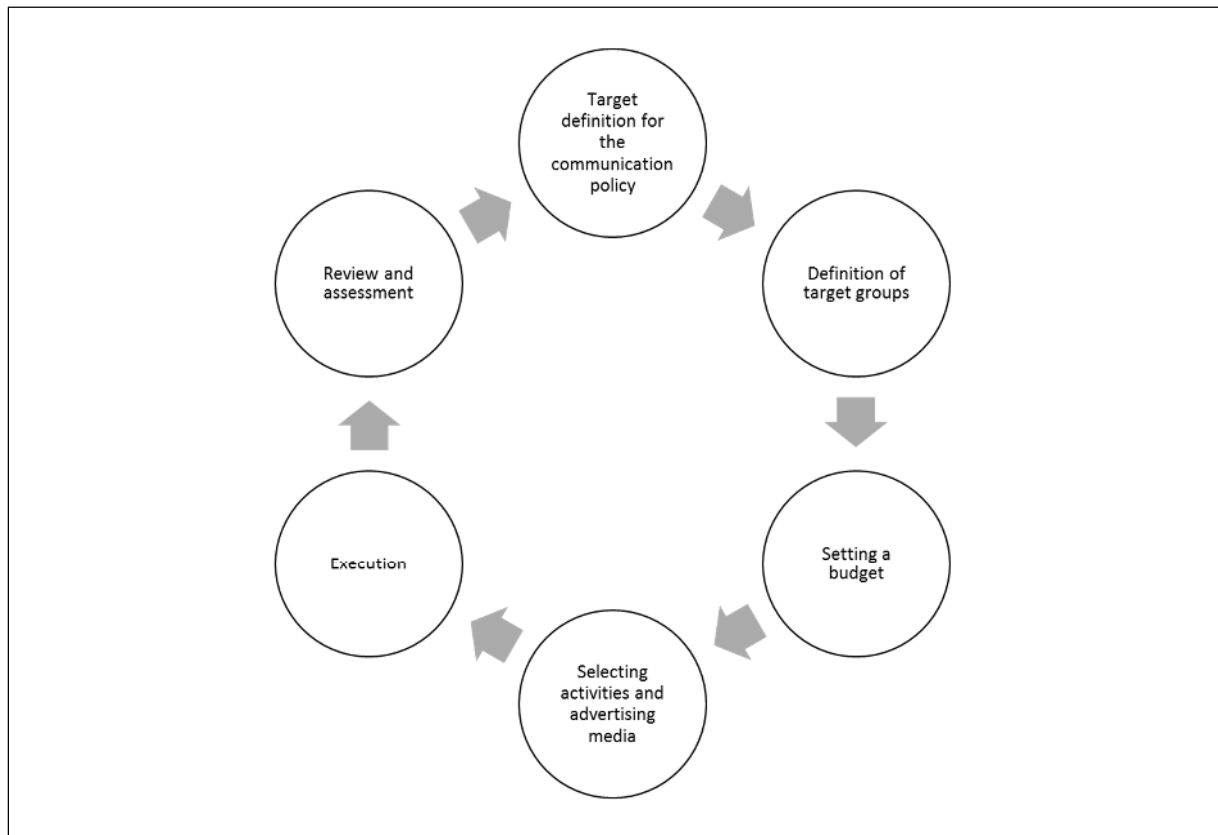 Target
definition for
the
communication
policy
Definition of
target groups
Setting a
budget
Selecting
activities and
advertising
media
Execution
Review and
assessment